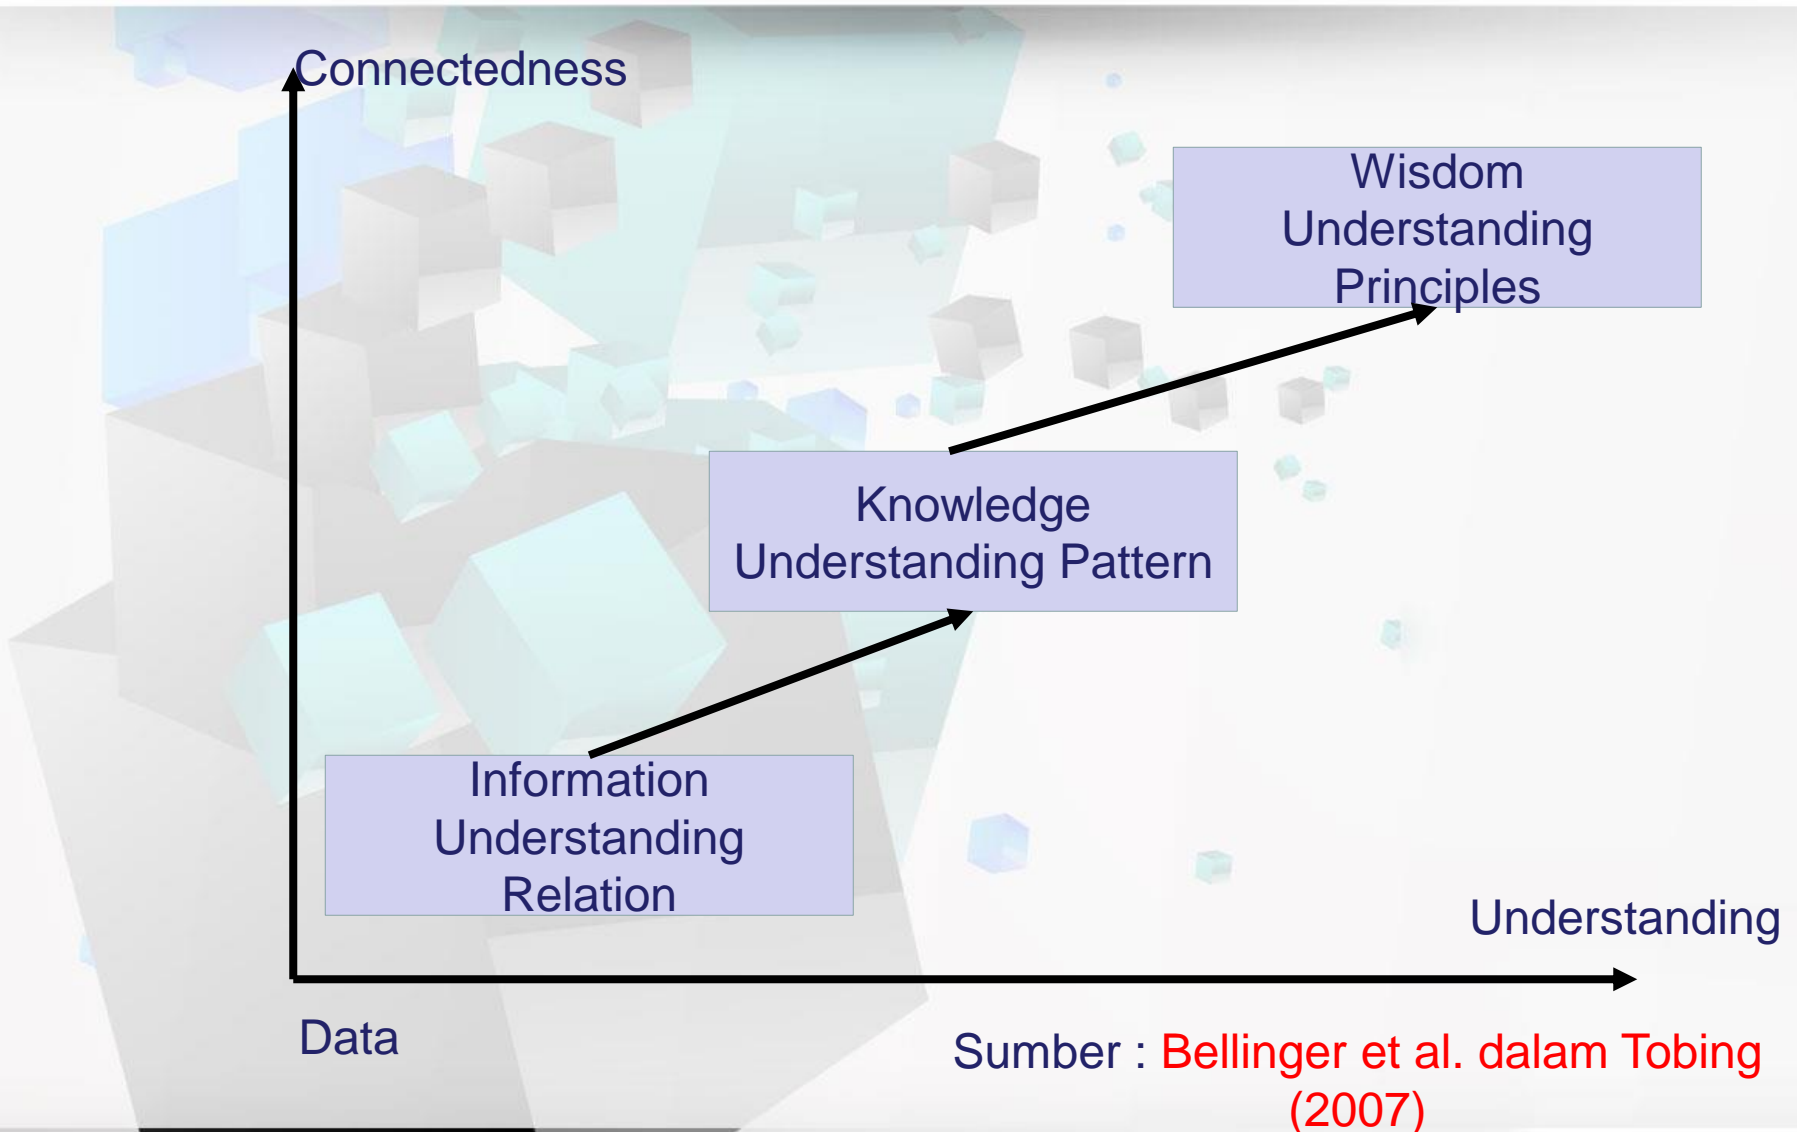 Connectedness
Wisdom
Understanding
Principles
Knowledge
Understanding Pattern
Information
Understanding
Relation
Understanding
Data
Sumber : Bellinger et al. dalam Tobing
(2007)